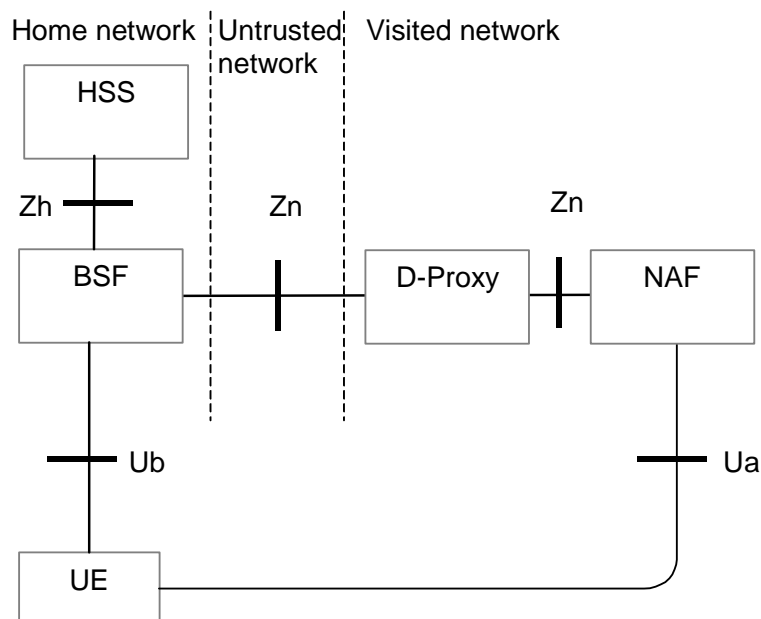 Home network
Untrusted
network
Visited network
HSS
Zh
Zn
Zn
BSF
D-Proxy
NAF
Ub
Ua
UE